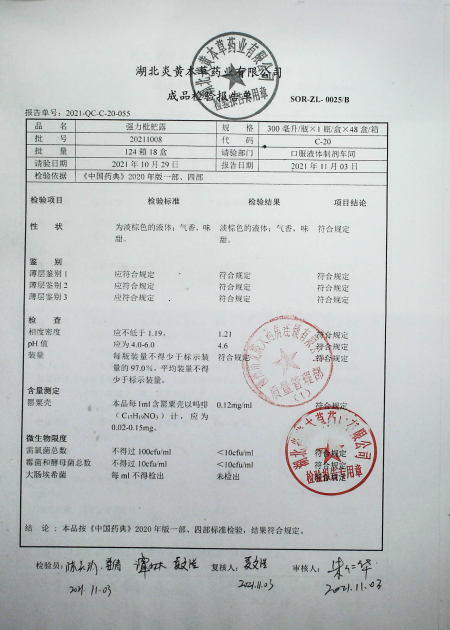 湖北炎黄本草药业有限公司
成品检验报告单
SOR-ZL- 0025/B
报告单号：2021-QC-C-20-055
品 名 强力枇杷露 规 格 300 毫升/瓶×1 瓶/盒×48 盒/箱
批 号 20211008 代 码 C-20
批 量 124 箱 18 盒 请验部门 口服液体制剂车间
请验日期 2021 年 10 月 29 日 报告日期 2021 年 11 月 03 日
检验依据 《中国药典》2020 年版一部、四部
检验项目 检验标准 检验结果 项目结论
性 状 为淡棕色的液体；气香，味 淡棕色的液体；气香，味 符合规定
甜。 甜。
鉴 别
薄层鉴别 1 应符合规定 符合规定 符合规定
薄层鉴别 2 应符合规定 符合规定 符合规定
薄层鉴别 3 应符合规定 符合规定 符合规定
检 查
相对密度 应不低于 1.19。 1.21 符合规定
pH 值 应为 4.0-6.0 4.6 符合规定
装量 每瓶装量不得少于标示装 符合规定 符合规定
量的 97.0%。平均装量不得
少于标示装量。
含量测定
罂粟壳 本品每 1ml 含罂粟壳以吗啡 0.12mg/ml 符合规定
（C₁₇H₁₉NO₃）计，应为
0.02-0.15mg。
微生物限度
需氧菌总数 不得过 100cfu/ml <10cfu/ml 符合规定
霉菌和酵母菌总数 不得过 10cfu/ml <10cfu/ml 符合规定
大肠埃希菌 每 ml 不得检出 未检出 符合规定
质量管理部
(1)
检验报告专用章
结 论：本品按《中国药典》2020 年版一部、四部标准检验，结果符合规定。
检验员： 复核人： 审核人：
2021.11.03 2021.11.03 2021.11.03